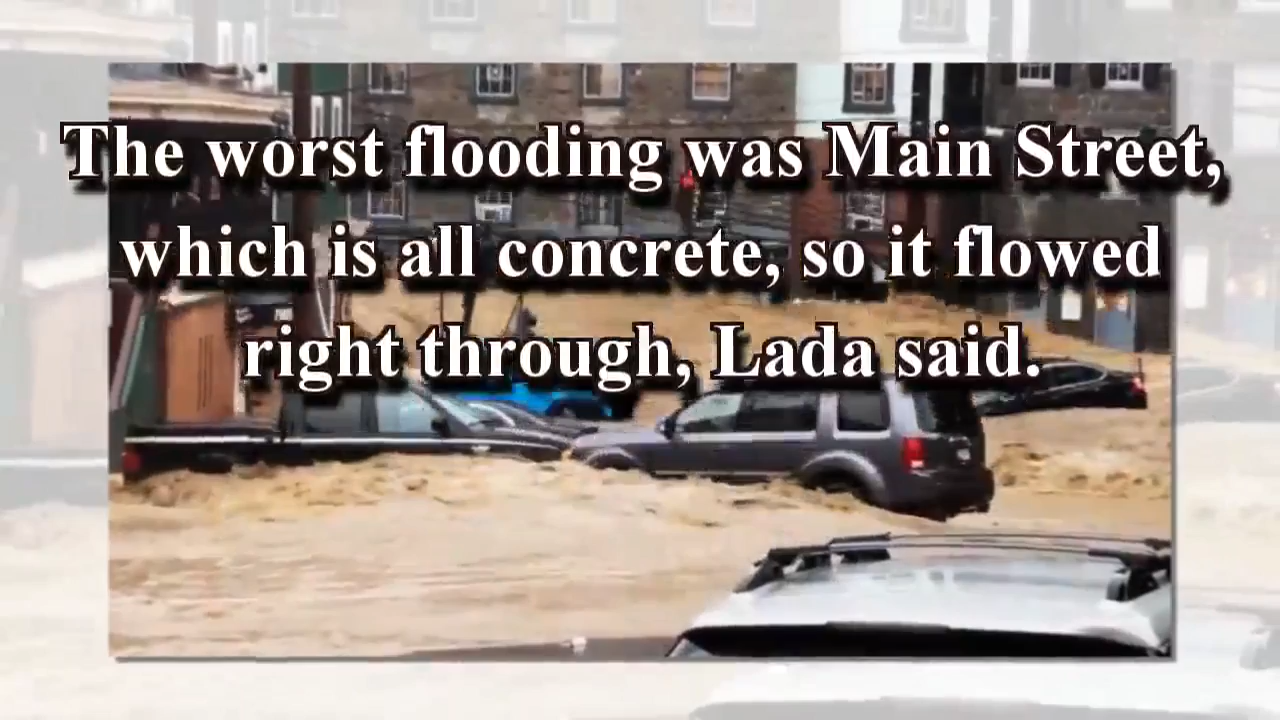 The worst flooding was Main Street,
which is all concrete, so it flowed
right through, Lada said.